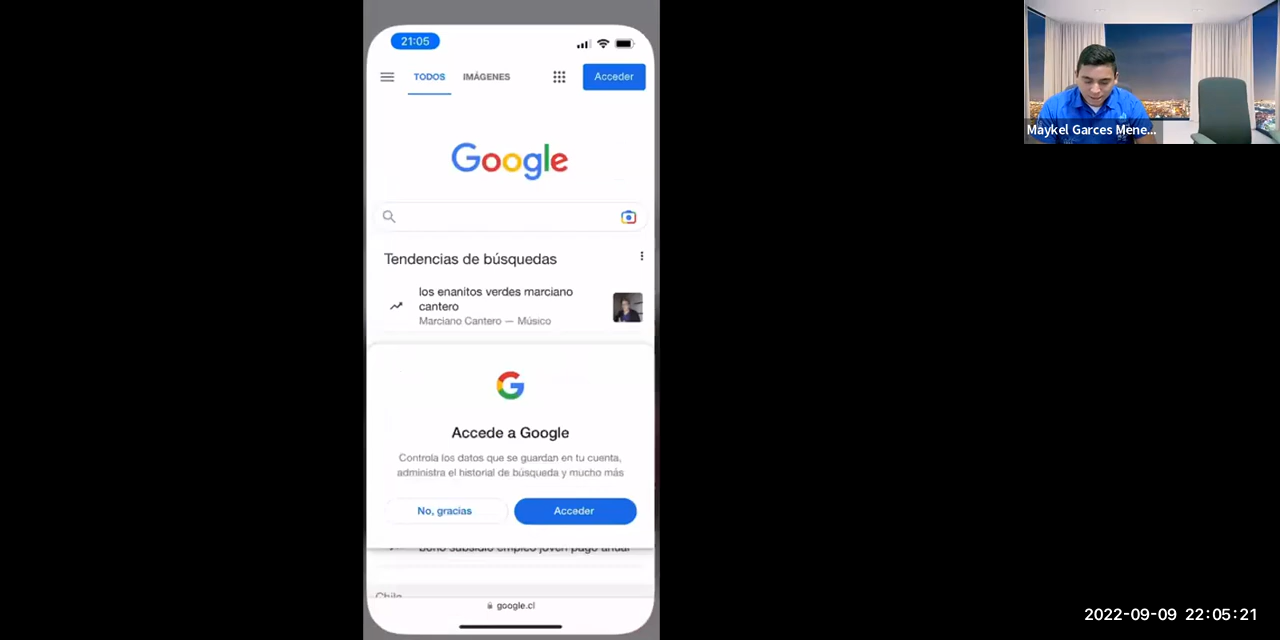 21:05
TODOS
IMÁGENES
Acceder
Google
Tendencias de búsquedas
los enanitos verdes marciano
cantero
Marciano Cantero — Músico
G
Accede a Google
Controla los datos que se guardan en tu cuenta,
administra el historial de búsqueda y mucho más
No, gracias
Acceder
bono subsidio empleo joven pago anual
Chile
google.cl
Maykel Garces Mene...
2022-09-09 22:05:21